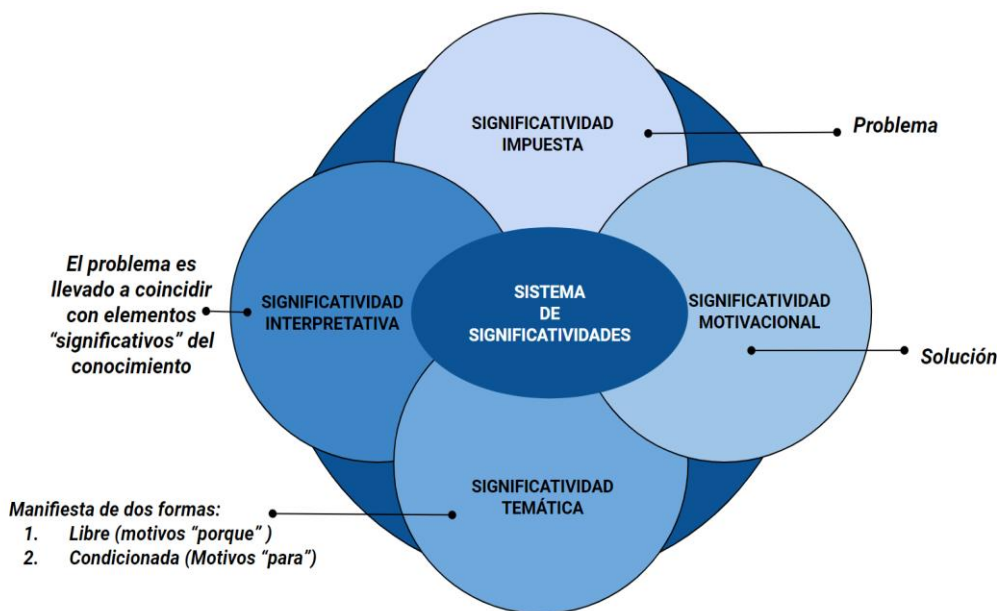 SIGNIFICATIVIDAD
IMPUESTA
Problema
El problema es
llevado a coincidir
con elementos
“significativos” del
conocimiento
SIGNIFICATIVIDAD
INTERPRETATIVA
SISTEMA
DE
SIGNIFICATIVIDADES
SIGNIFICATIVIDAD
MOTIVACIONAL
Solución
SIGNIFICATIVIDAD
TEMÁTICA
Manifiesta de dos formas:
1. Libre (motivos “porque” )
2. Condicionada (Motivos “para”)